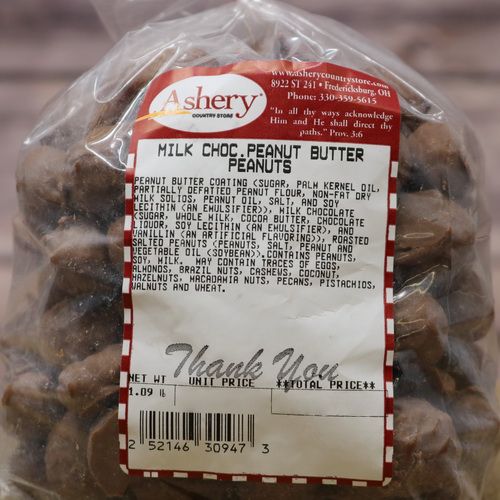 Ashery®
COUNTRY STORE
www.asherycountrystore.com
8922 ST 241 • Fredericksburg, OH
Phone: 330-359-5615
"In all thy ways acknowledge
Him and He shall direct thy
paths." Prov. 3:6
MILK CHOC.PEANUT BUTTER
PEANUTS
PEANUT BUTTER COATING (SUGAR, PALM KERNEL OIL,
PARTIALLY DEFATTED PEANUT FLOUR, NON-FAT DRY
MILK SOLIDS, PEANUT OIL, SALT, AND SOY
LECITHIN (AN EMULSIFIER)), MILK CHOCOLATE
(SUGAR, WHOLE MILK, COCOA BUTTER, CHOCOLATE
LIQUOR, SOY LECITHIN (AN EMULSIFIER), AND
VANILLIN (AN ARTIFICIAL FLAVORING)), ROASTED
SALTED PEANUTS (PEANUTS, SALT, PEANUT AND
VEGETABLE OIL (SOYBEAN)).CONTAINS PEANUTS,
SOY, MILK. MAY CONTAIN TRACES OF EGGS,
ALMONDS, BRAZIL NUTS, CASHEWS, COCONUT,
HAZELNUTS, MACADAMIA NUTS, PECANS, PISTACHIOS,
WALNUTS AND WHEAT.
Thank You
NET WT UNIT PRICE **TOTAL PRICE**
1.09 lb
2 52146 30947 3